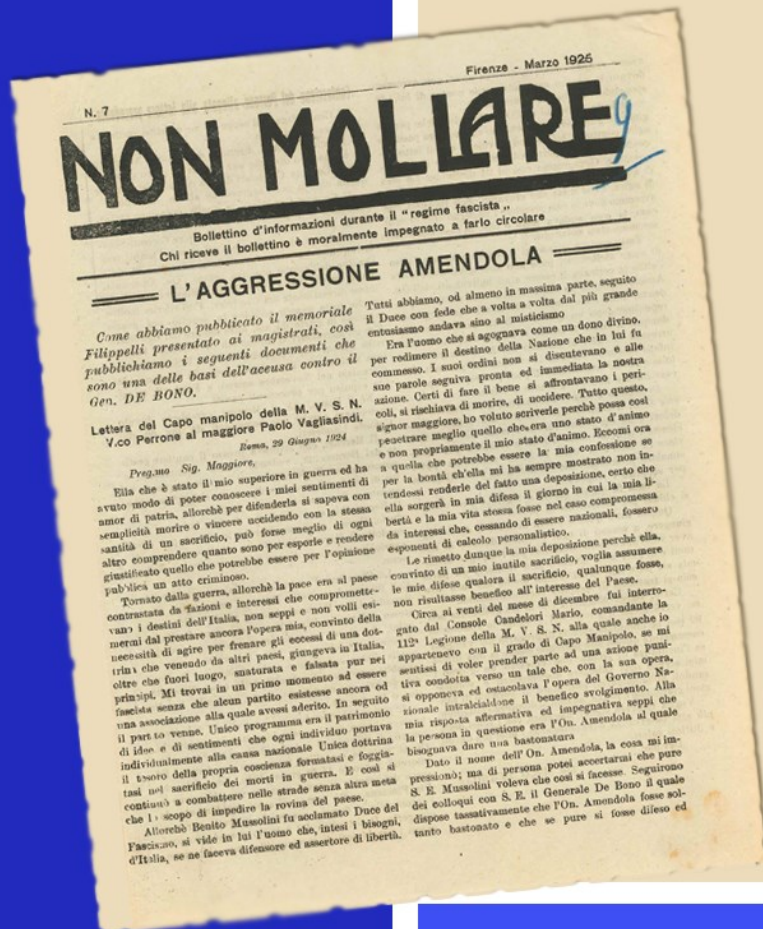 N. 7
Firenze - Marzo 1925
NON MOLLARE
9
Bollettino d'informazioni durante il "regime fascista „
Chi riceve il bollettino è moralmente impegnato a farlo circolare
L'AGGRESSIONE AMENDOLA
Come abbiamo pubblicato il memoriale
Filippelli presentato ai magistrati, così
pubblichiamo i seguenti documenti che
sono una delle basi dell'aceusa contro il
Gen. DE BONO.
Lettera del Capo manipolo della M. V. S. N.
V.co Perrone al maggiore Paolo Vagliasindi.
Roma, 29 Giugno 1924
Preg.mo Sig. Maggiore,
Ella che è stato il mio superiore in guerra ed ha
avuto modo di poter conoscere i miei sentimenti di
amor di patria, allorchè per difenderla si sapeva con
semplicità morire o vincere uccidendo con la stessa
santità di un sacrificio, può forse meglio di ogni
altro comprendere quanto sono per esporle e rendere
giustificato quello che potrebbe essere per l'opinione
pubblica un atto criminoso.
Tornato dalla guerra, allorchè la pace era al paese
contrastata da fazioni e interessi che compromette-
vano i destini dell'Italia, non seppi e non volli esi-
mermi dal prestare ancora l'opera mia, convinto della
necessità di agire per frenare gli eccessi di una dot-
trina che venendo da altri paesi, giungeva in Italia,
oltre che fuori luogo, snaturata e falsata pur nei
principi. Mi trovai in un primo momento ad essere
fascista senza che alcun partito esistesse ancora od
una associazione alla quale avessi aderito. In seguito
il partito venne. Unico programma era il patrimonio
di idee e di sentimenti che ogni individuo portava
individualmente alla causa nazionale Unica dottrina
il tesoro della propria coscienza formatasi e foggia-
tasi nel sacrificio dei morti in guerra. E così si
continuò a combattere nelle strade senza altra meta
che lo scopo di impedire la rovina del paese.
Allorchè Benito Mussolini fu acclamato Duce del
Fascismo, si vide in lui l'uomo che, intesi i bisogni,
d'Italia, se ne faceva difensore ed assertore di libertà.
Tutti abbiamo, od almeno in massima parte, seguito
il Duce con fede che a volta a volta dal più grande
entusiasmo andava sino al misticismo
Era l'uomo che si agognava come un dono divino,
per redimere il destino della Nazione che in lui fu
commesso. I suoi ordini non si discutevano e alle
sue parole seguiva pronta ed immediata la nostra
azione. Certi di fare il bene si affrontavano i peri-
coli, si rischiava di morire, di uccidere. Tutto questo,
signor maggiore, ho voluto scriverle perchè possa così
penetrare meglio quello che era uno stato d'animo
e non propriamente il mio stato d'animo. Eccomi ora
a quella che potrebbe essere la mia confessione se
per la bontà ch'ella mi ha sempre mostrato non in-
tendessi renderle del fatto una deposizione, certo che
ella sorgerà in mia difesa il giorno in cui la mia li-
bertà e la mia vita stessa fosse nel caso compromessa
da interessi che, cessando di essere nazionali, fossero
esponenti di calcolo personalistico.
Le rimetto dunque la mia deposizione perchè ella,
convinto di un mio inutile sacrificio, voglia assumere
le mie difese qualora il sacrificio, qualunque fosse,
non risultasse benefico all'interesse del Paese.
Circa ai venti del mese di dicembre fui interro-
gato dal Console Candelori Mario, comandante la
112ª Legione della M. V. S. N. alla quale anche io
appartenevo con il grado di Capo Manipolo, se mi
sentissi di voler prender parte ad una azione puni-
tiva condotta verso un tale che, con la sua opera,
si opponeva ed ostacolava l'opera del Governo Na-
zionale intralciandone il benefico svolgimento. Alla
mia risposta affermativa ed impegnativa seppi che
la persona in questione era l'On. Amendola al quale
bisognava dare una bastonatura
Dato il nome dell'On. Amendola, la cosa mi im-
pressionò; ma di persona potei accertarmi che pure
S. E. Mussolini voleva che così si facesse. Seguirono
dei colloqui con S. E. il Generale De Bono il quale
dispose tassativamente che l'On. Amendola fosse sol-
tanto bastonato e che se pure si fosse difeso ed